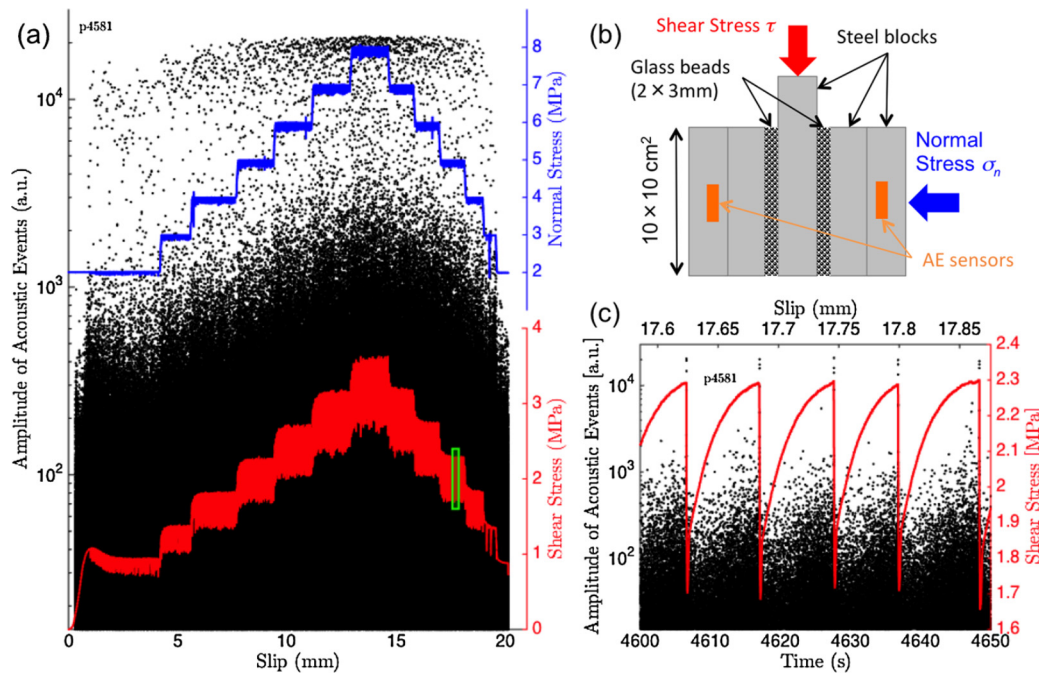 (a)
p4581
Amplitude of Acoustic Events (a.u.)
10⁴
10³
10²
8
7
6
5
4
3
2
Normal Stress (MPa)
4
3
2
1
0
Shear Stress (MPa)
0 5 10 15 20
Slip (mm)
(b)
Shear Stress τ
Steel blocks
Glass beads
(2 × 3mm)
10 × 10 cm²
Normal
Stress σₙ
AE sensors
(c)
Slip (mm)
17.6 17.65 17.7 17.75 17.8 17.85
p4581
Amplitude of Acoustic Events [a.u.]
10⁴
10³
10²
2.4
2.3
2.2
2.1
2.0
1.9
1.8
1.7
1.6
Shear Stress [MPa]
4600 4610 4620 4630 4640 4650
Time (s)